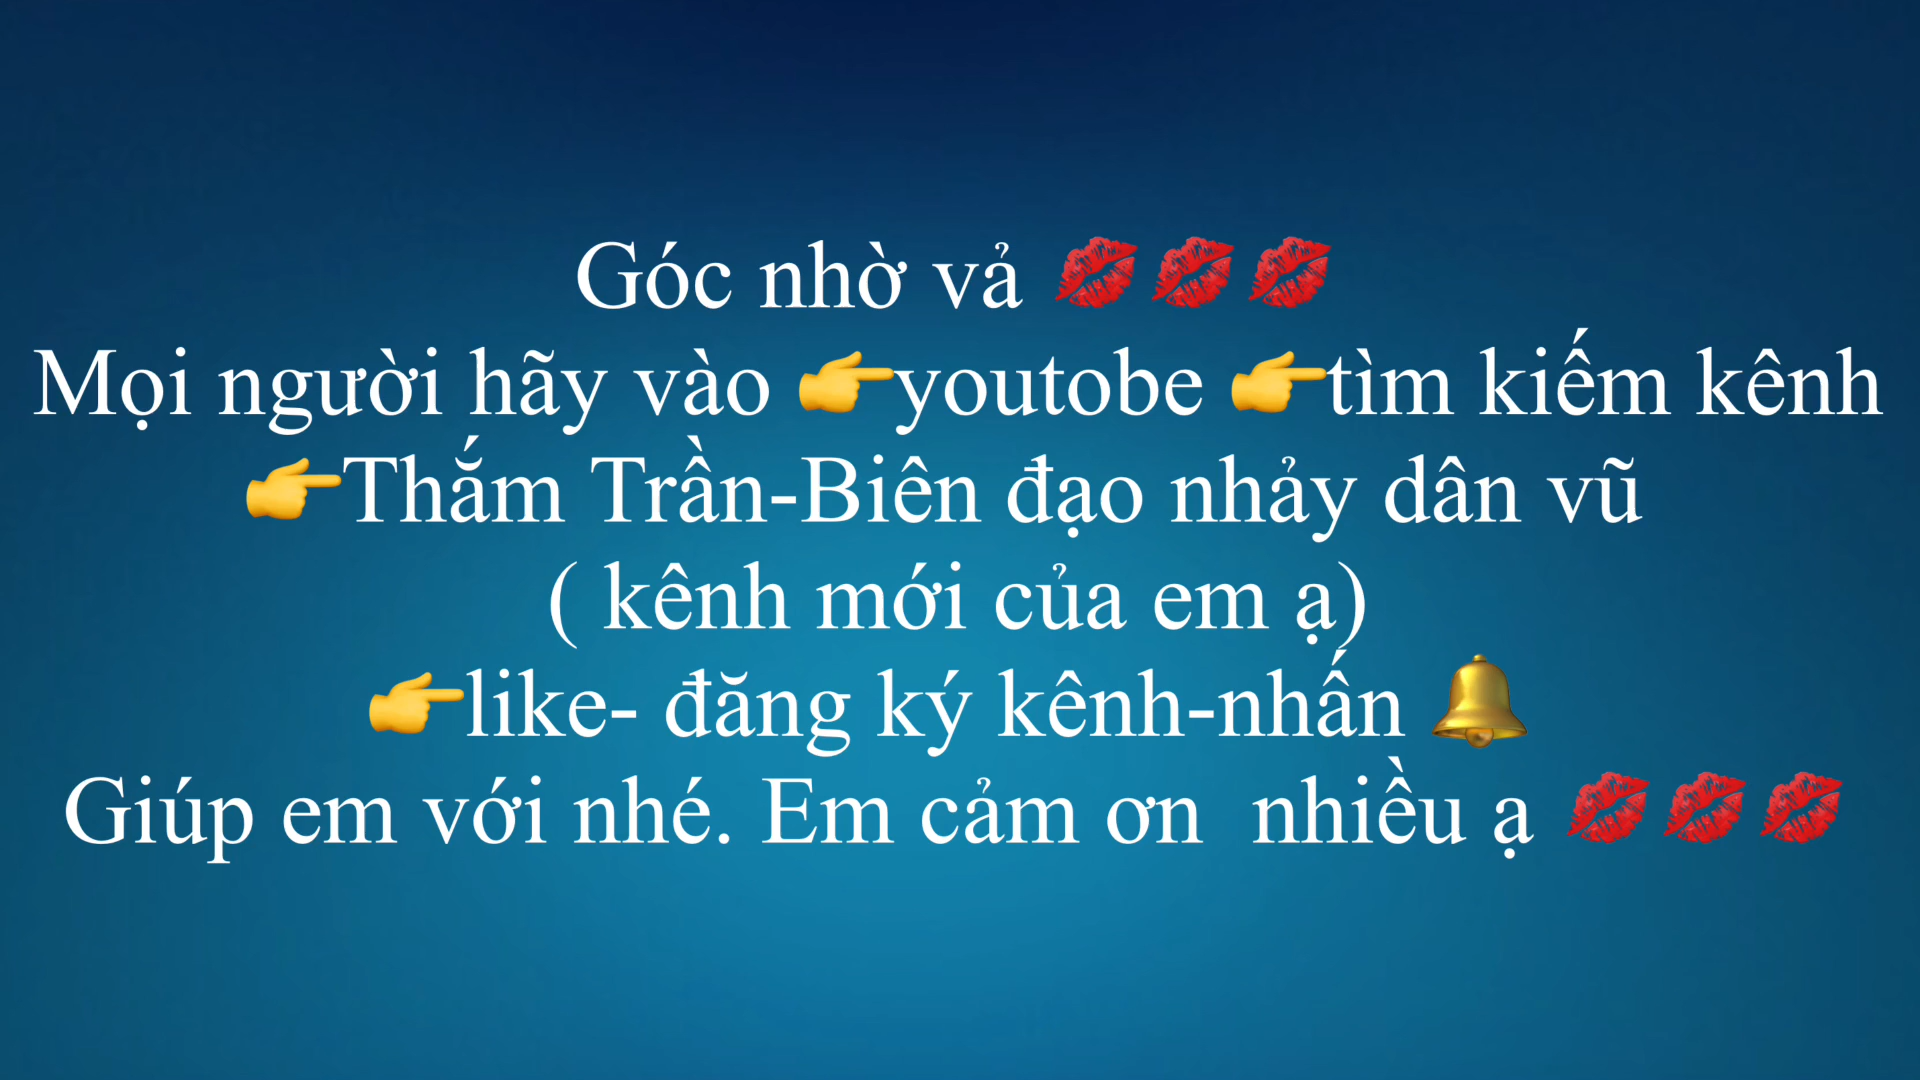 Góc nhờ vả 💋💋💋
Mọi người hãy vào 👉youtobe 👉tìm kiếm kênh
👉Thắm Trần-Biên đạo nhảy dân vũ
( kênh mới của em ạ)
👉like- đăng ký kênh-nhấn 🔔
Giúp em với nhé. Em cảm ơn  nhiều ạ 💋💋💋